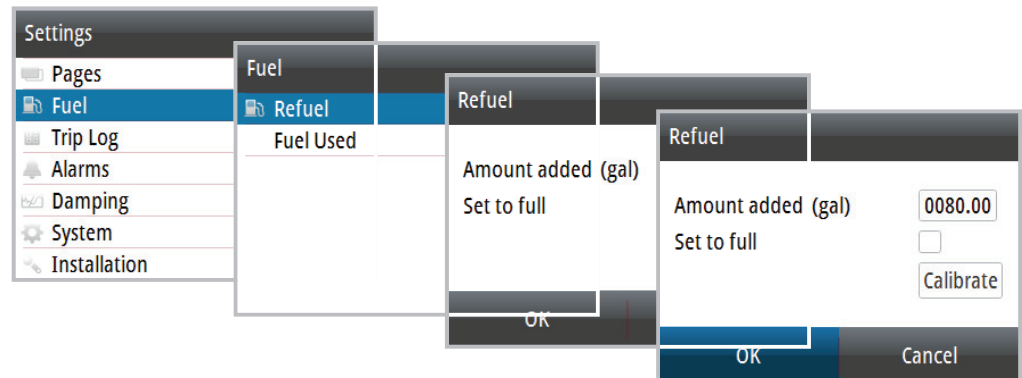 Settings
Pages
Fuel
Trip Log
Alarms
Damping
System
Installation
Fuel
Refuel
Fuel Used
Refuel
Amount added (gal)
Set to full
OK
Refuel
Amount added (gal) 0080.00
Set to full
Calibrate
OK Cancel